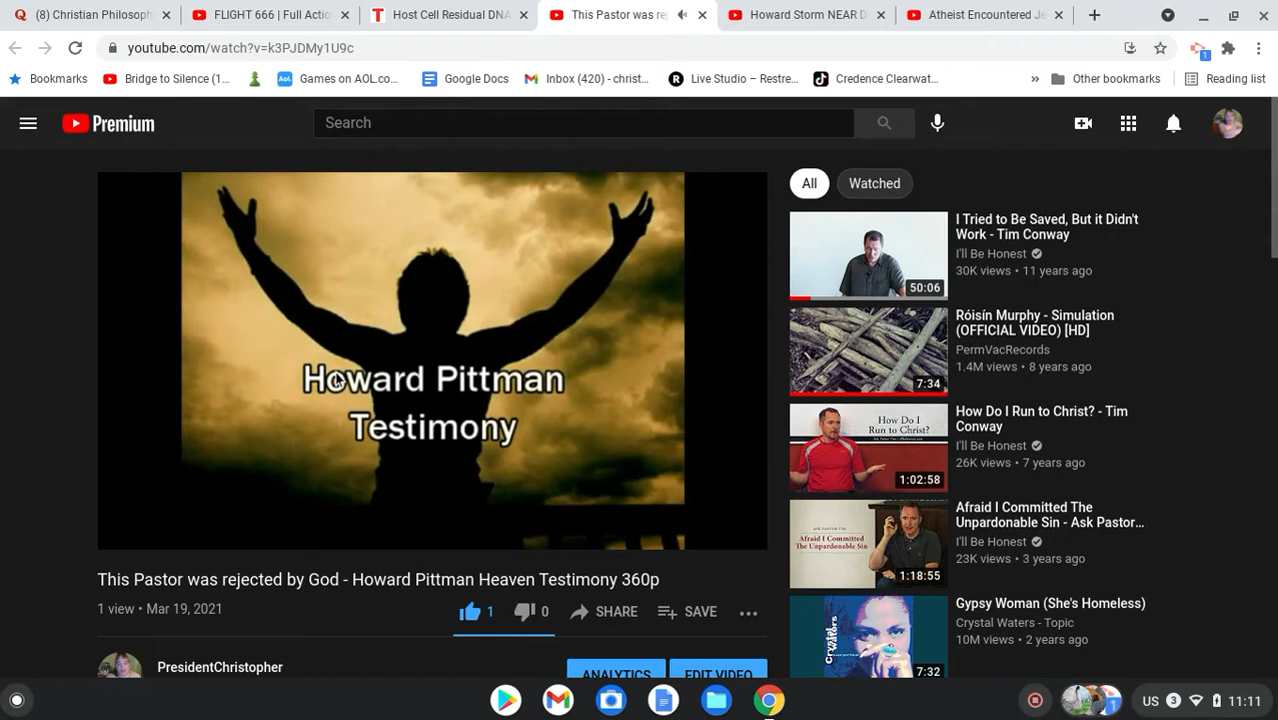 (8) Christian Philosoph
FLIGHT 666 | Full Actio
Host Cell Residual DNA
This Pastor was re
Howard Storm NEAR D
Atheist Encountered Je
youtube.com/watch?v=k3PJDMy1U9c
1
Bookmarks
Bridge to Silence (1...
Aol.
Games on AOL.co...
Google Docs
Inbox (420) - christ...
Live Studio – Restre...
Credence Clearwat...
»
Other bookmarks
Reading list
Premium
Search
Howard Pittman
Testimony
All
Watched
I Tried to Be Saved, But it Didn't
Work - Tim Conway
I'll Be Honest
30K views • 11 years ago
50:06
Róisín Murphy - Simulation
(OFFICIAL VIDEO) [HD]
PermVacRecords
1.4M views • 8 years ago
7:34
How Do I
Run to Christ?
How Do I Run to Christ? - Tim
Conway
I'll Be Honest
26K views • 7 years ago
1:02:58
Afraid I Committed
The Unpardonable Sin
Afraid I Committed The
Unpardonable Sin - Ask Pastor...
I'll Be Honest
23K views • 3 years ago
1:18:55
Crystal Waters
Gypsy Woman (She's Homeless)
Crystal Waters - Topic
10M views • 2 years ago
7:32
This Pastor was rejected by God - Howard Pittman Heaven Testimony 360p
1 view • Mar 19, 2021
1
0
SHARE
SAVE
PresidentChristopher
ANALYTICS
EDIT VIDEO
1
US
3
11:11